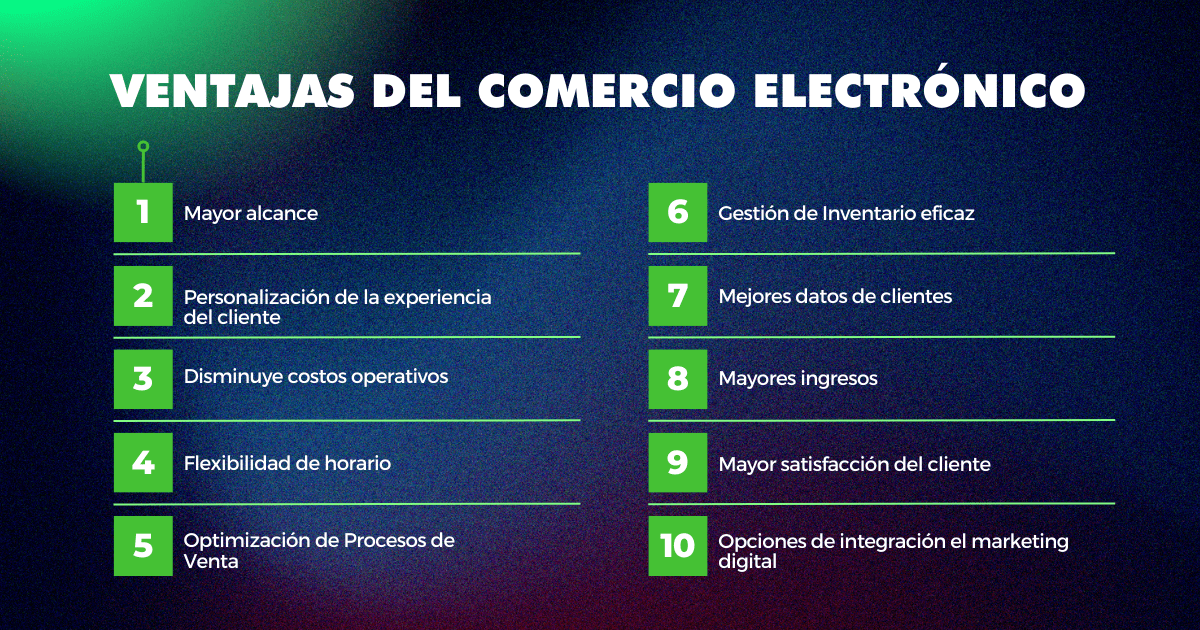 VENTAJAS DEL COMERCIO ELECTRÓNICO
1 Mayor alcance
2 Personalización de la experiencia
del cliente
3 Disminuye costos operativos
4 Flexibilidad de horario
5 Optimización de Procesos de
Venta
6 Gestión de Inventario eficaz
7 Mejores datos de clientes
8 Mayores ingresos
9 Mayor satisfacción del cliente
10 Opciones de integración el marketing
digital